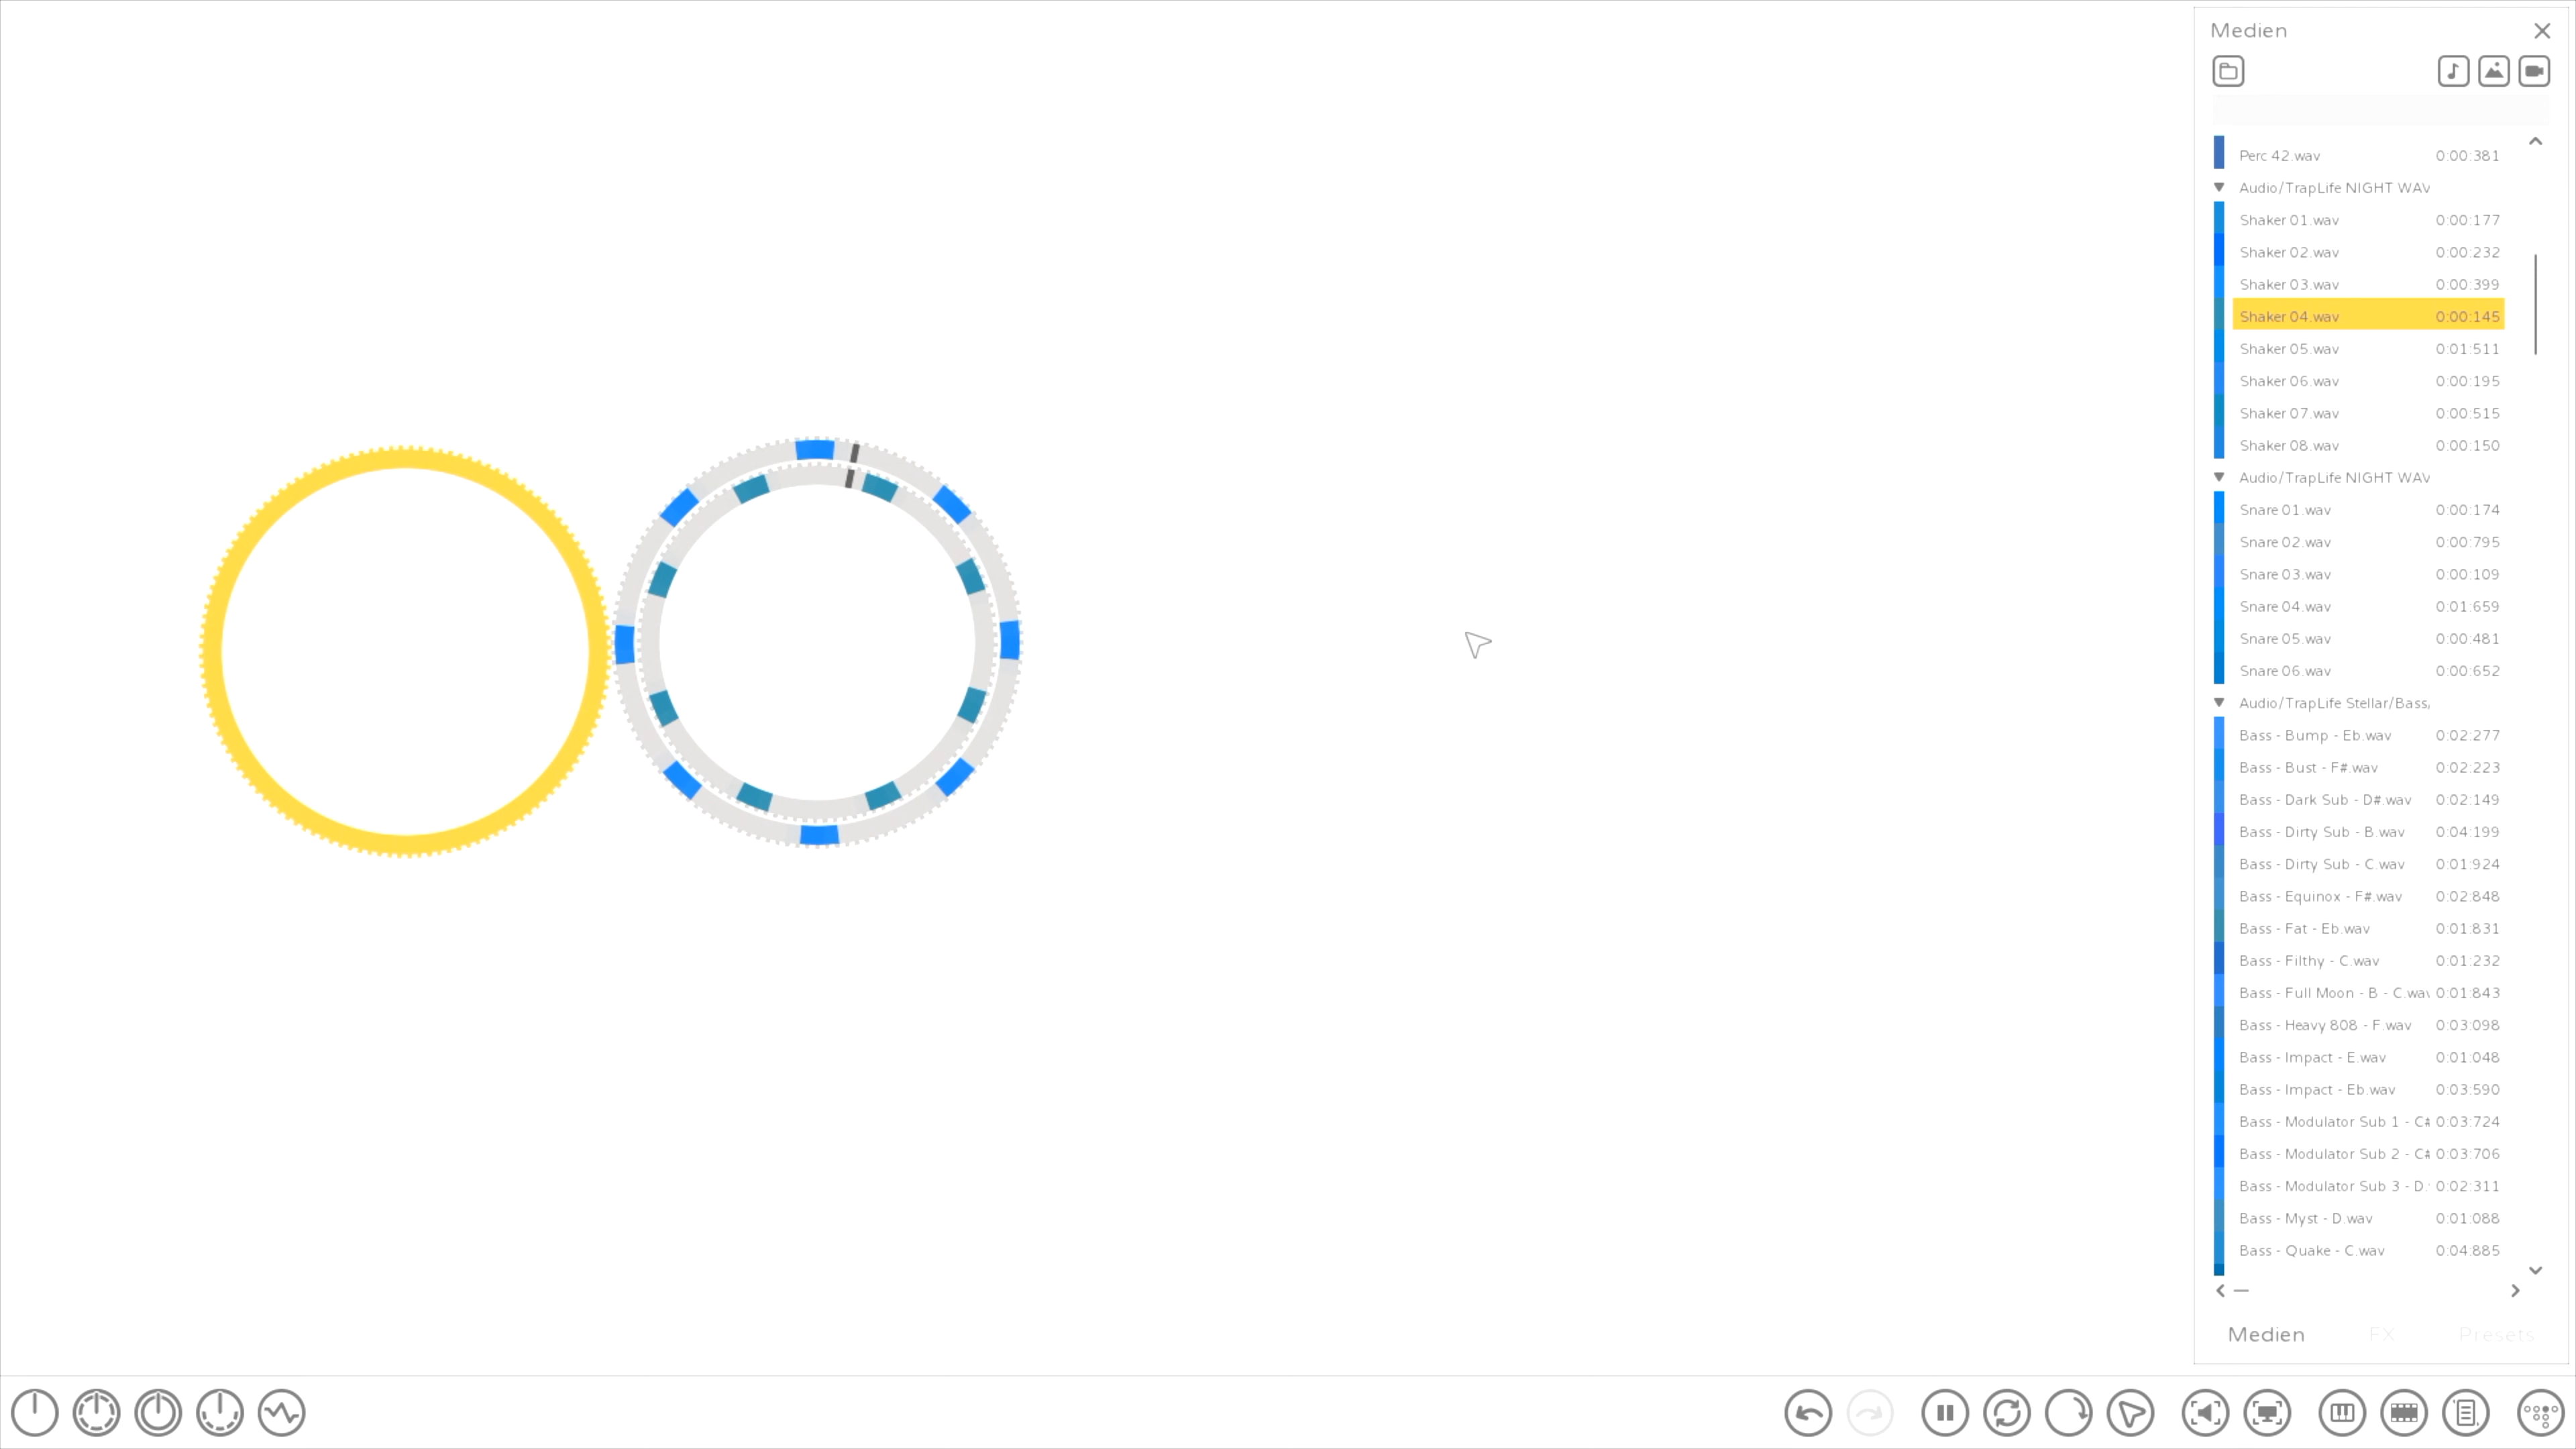 Medien
Perc 42.wav 0:00:381
Audio/TrapLife NIGHT WAV
Shaker 01.wav 0:00:177
Shaker 02.wav 0:00:232
Shaker 03.wav 0:00:399
Shaker 04.wav 0:00:145
Shaker 05.wav 0:01:511
Shaker 06.wav 0:00:195
Shaker 07.wav 0:00:515
Shaker 08.wav 0:00:150
Audio/TrapLife NIGHT WAV
Snare 01.wav 0:00:174
Snare 02.wav 0:00:795
Snare 03.wav 0:00:109
Snare 04.wav 0:01:659
Snare 05.wav 0:00:481
Snare 06.wav 0:00:652
Audio/TrapLife Stellar/Bass/
Bass - Bump - Eb.wav 0:02:277
Bass - Bust - F#.wav 0:02:223
Bass - Dark Sub - D#.wav 0:02:149
Bass - Dirty Sub - B.wav 0:04:199
Bass - Dirty Sub - C.wav 0:01:924
Bass - Equinox - F#.wav 0:02:848
Bass - Fat - Eb.wav 0:01:831
Bass - Filthy - C.wav 0:01:232
Bass - Full Moon - B - C.wav 0:01:843
Bass - Heavy 808 - F.wav 0:03:098
Bass - Impact - E.wav 0:01:048
Bass - Impact - Eb.wav 0:03:590
Bass - Modulator Sub 1 - C# 0:03:724
Bass - Modulator Sub 2 - C# 0:03:706
Bass - Modulator Sub 3 - D. 0:02:311
Bass - Myst - D.wav 0:01:088
Bass - Quake - C.wav 0:04:885
Medien FX Presets